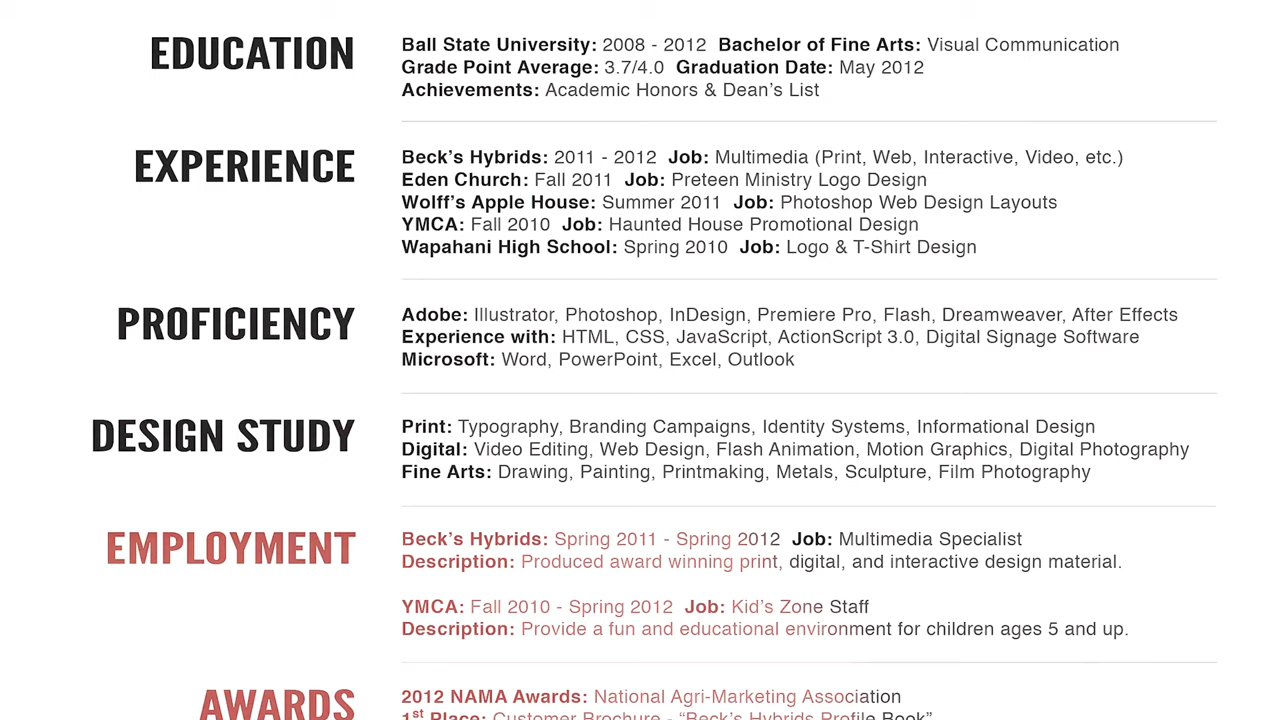 EDUCATION
Ball State University: 2008 - 2012 Bachelor of Fine Arts: Visual Communication
Grade Point Average: 3.7/4.0 Graduation Date: May 2012
Achievements: Academic Honors & Dean’s List
EXPERIENCE
Beck’s Hybrids: 2011 - 2012 Job: Multimedia (Print, Web, Interactive, Video, etc.)
Eden Church: Fall 2011 Job: Preteen Ministry Logo Design
Wolff’s Apple House: Summer 2011 Job: Photoshop Web Design Layouts
YMCA: Fall 2010 Job: Haunted House Promotional Design
Wapahani High School: Spring 2010 Job: Logo & T-Shirt Design
PROFICIENCY
Adobe: Illustrator, Photoshop, InDesign, Premiere Pro, Flash, Dreamweaver, After Effects
Experience with: HTML, CSS, JavaScript, ActionScript 3.0, Digital Signage Software
Microsoft: Word, PowerPoint, Excel, Outlook
DESIGN STUDY
Print: Typography, Branding Campaigns, Identity Systems, Informational Design
Digital: Video Editing, Web Design, Flash Animation, Motion Graphics, Digital Photography
Fine Arts: Drawing, Painting, Printmaking, Metals, Sculpture, Film Photography
EMPLOYMENT
Beck’s Hybrids: Spring 2011 - Spring 2012 Job: Multimedia Specialist
Description: Produced award winning print, digital, and interactive design material.
YMCA: Fall 2010 - Spring 2012 Job: Kid’s Zone Staff
Description: Provide a fun and educational environment for children ages 5 and up.
AWARDS
2012 NAMA Awards: National Agri-Marketing Association
1st Place: Customer Brochure - “Beck’s Hybrids Profile Book”